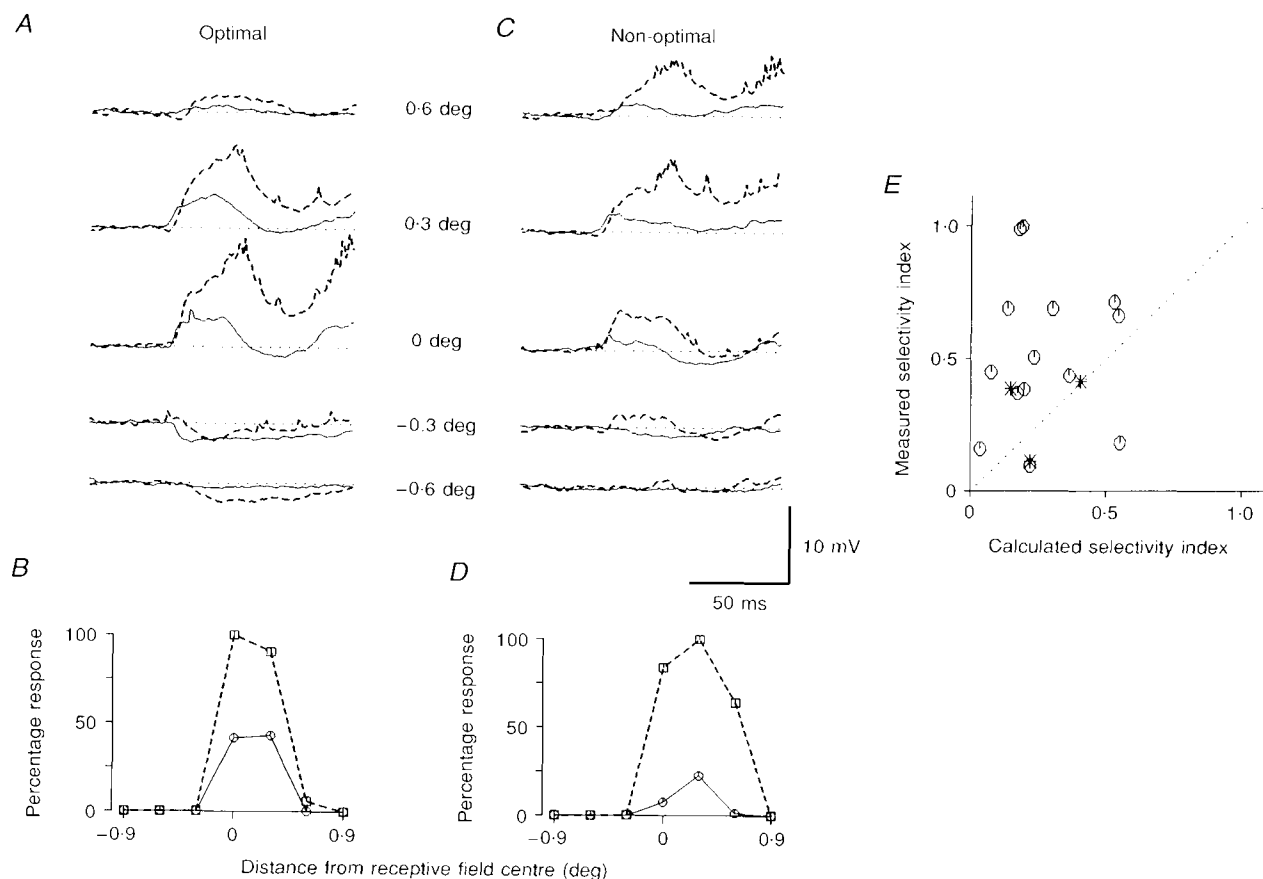 A
Optimal
C
Non-optimal
0·6 deg
0·3 deg
0 deg
−0·3 deg
−0·6 deg
10 mV
50 ms
E
Measured selectivity index
1·0
0·5
0
0
0·5
1·0
Calculated selectivity index
B
Percentage response
100
50
0
−0·9
0
0·9
D
Percentage response
100
50
0
−0·9
0
0·9
Distance from receptive field centre (deg)